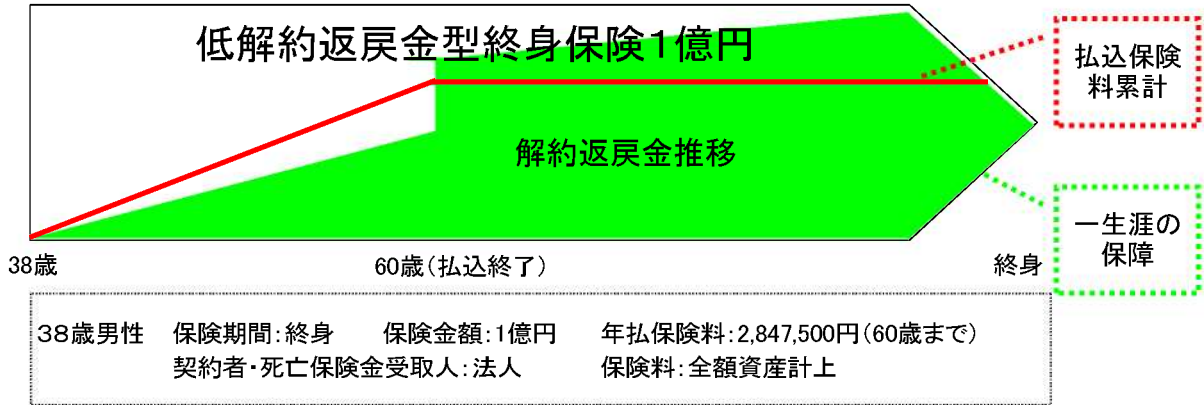 低解約返戻金型終身保険1億円
払込保険
料累計
解約返戻金推移
一生涯の
保障
38歳
60歳(払込終了)
終身
38歳男性 保険期間:終身 保険金額:1億円 年払保険料:2,847,500円(60歳まで)
契約者・死亡保険金受取人:法人 保険料:全額資産計上